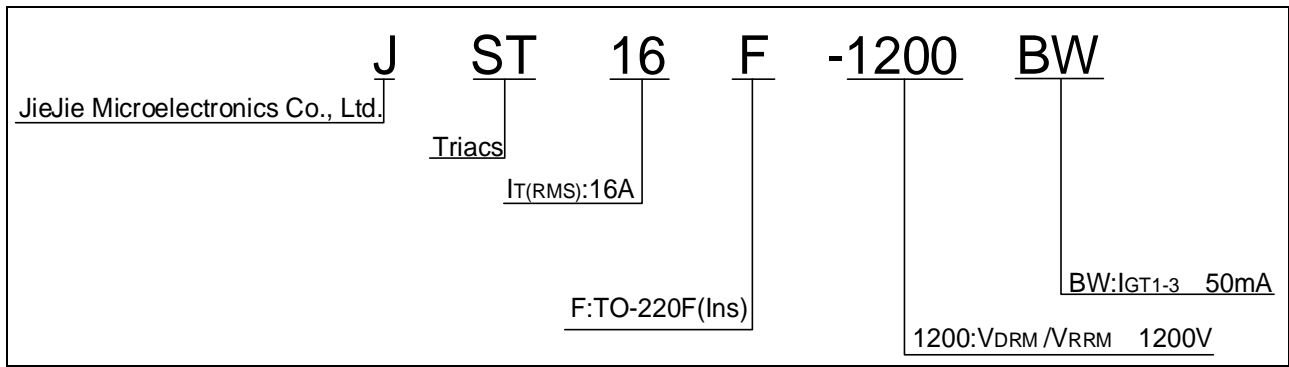 J ST 16 F -1200 BW
JieJie Microelectronics Co., Ltd.
Triacs
IT(RMS):16A
BW:IGT1-3 50mA
F:TO-220F(Ins)
1200:VDRM /VRRM 1200V